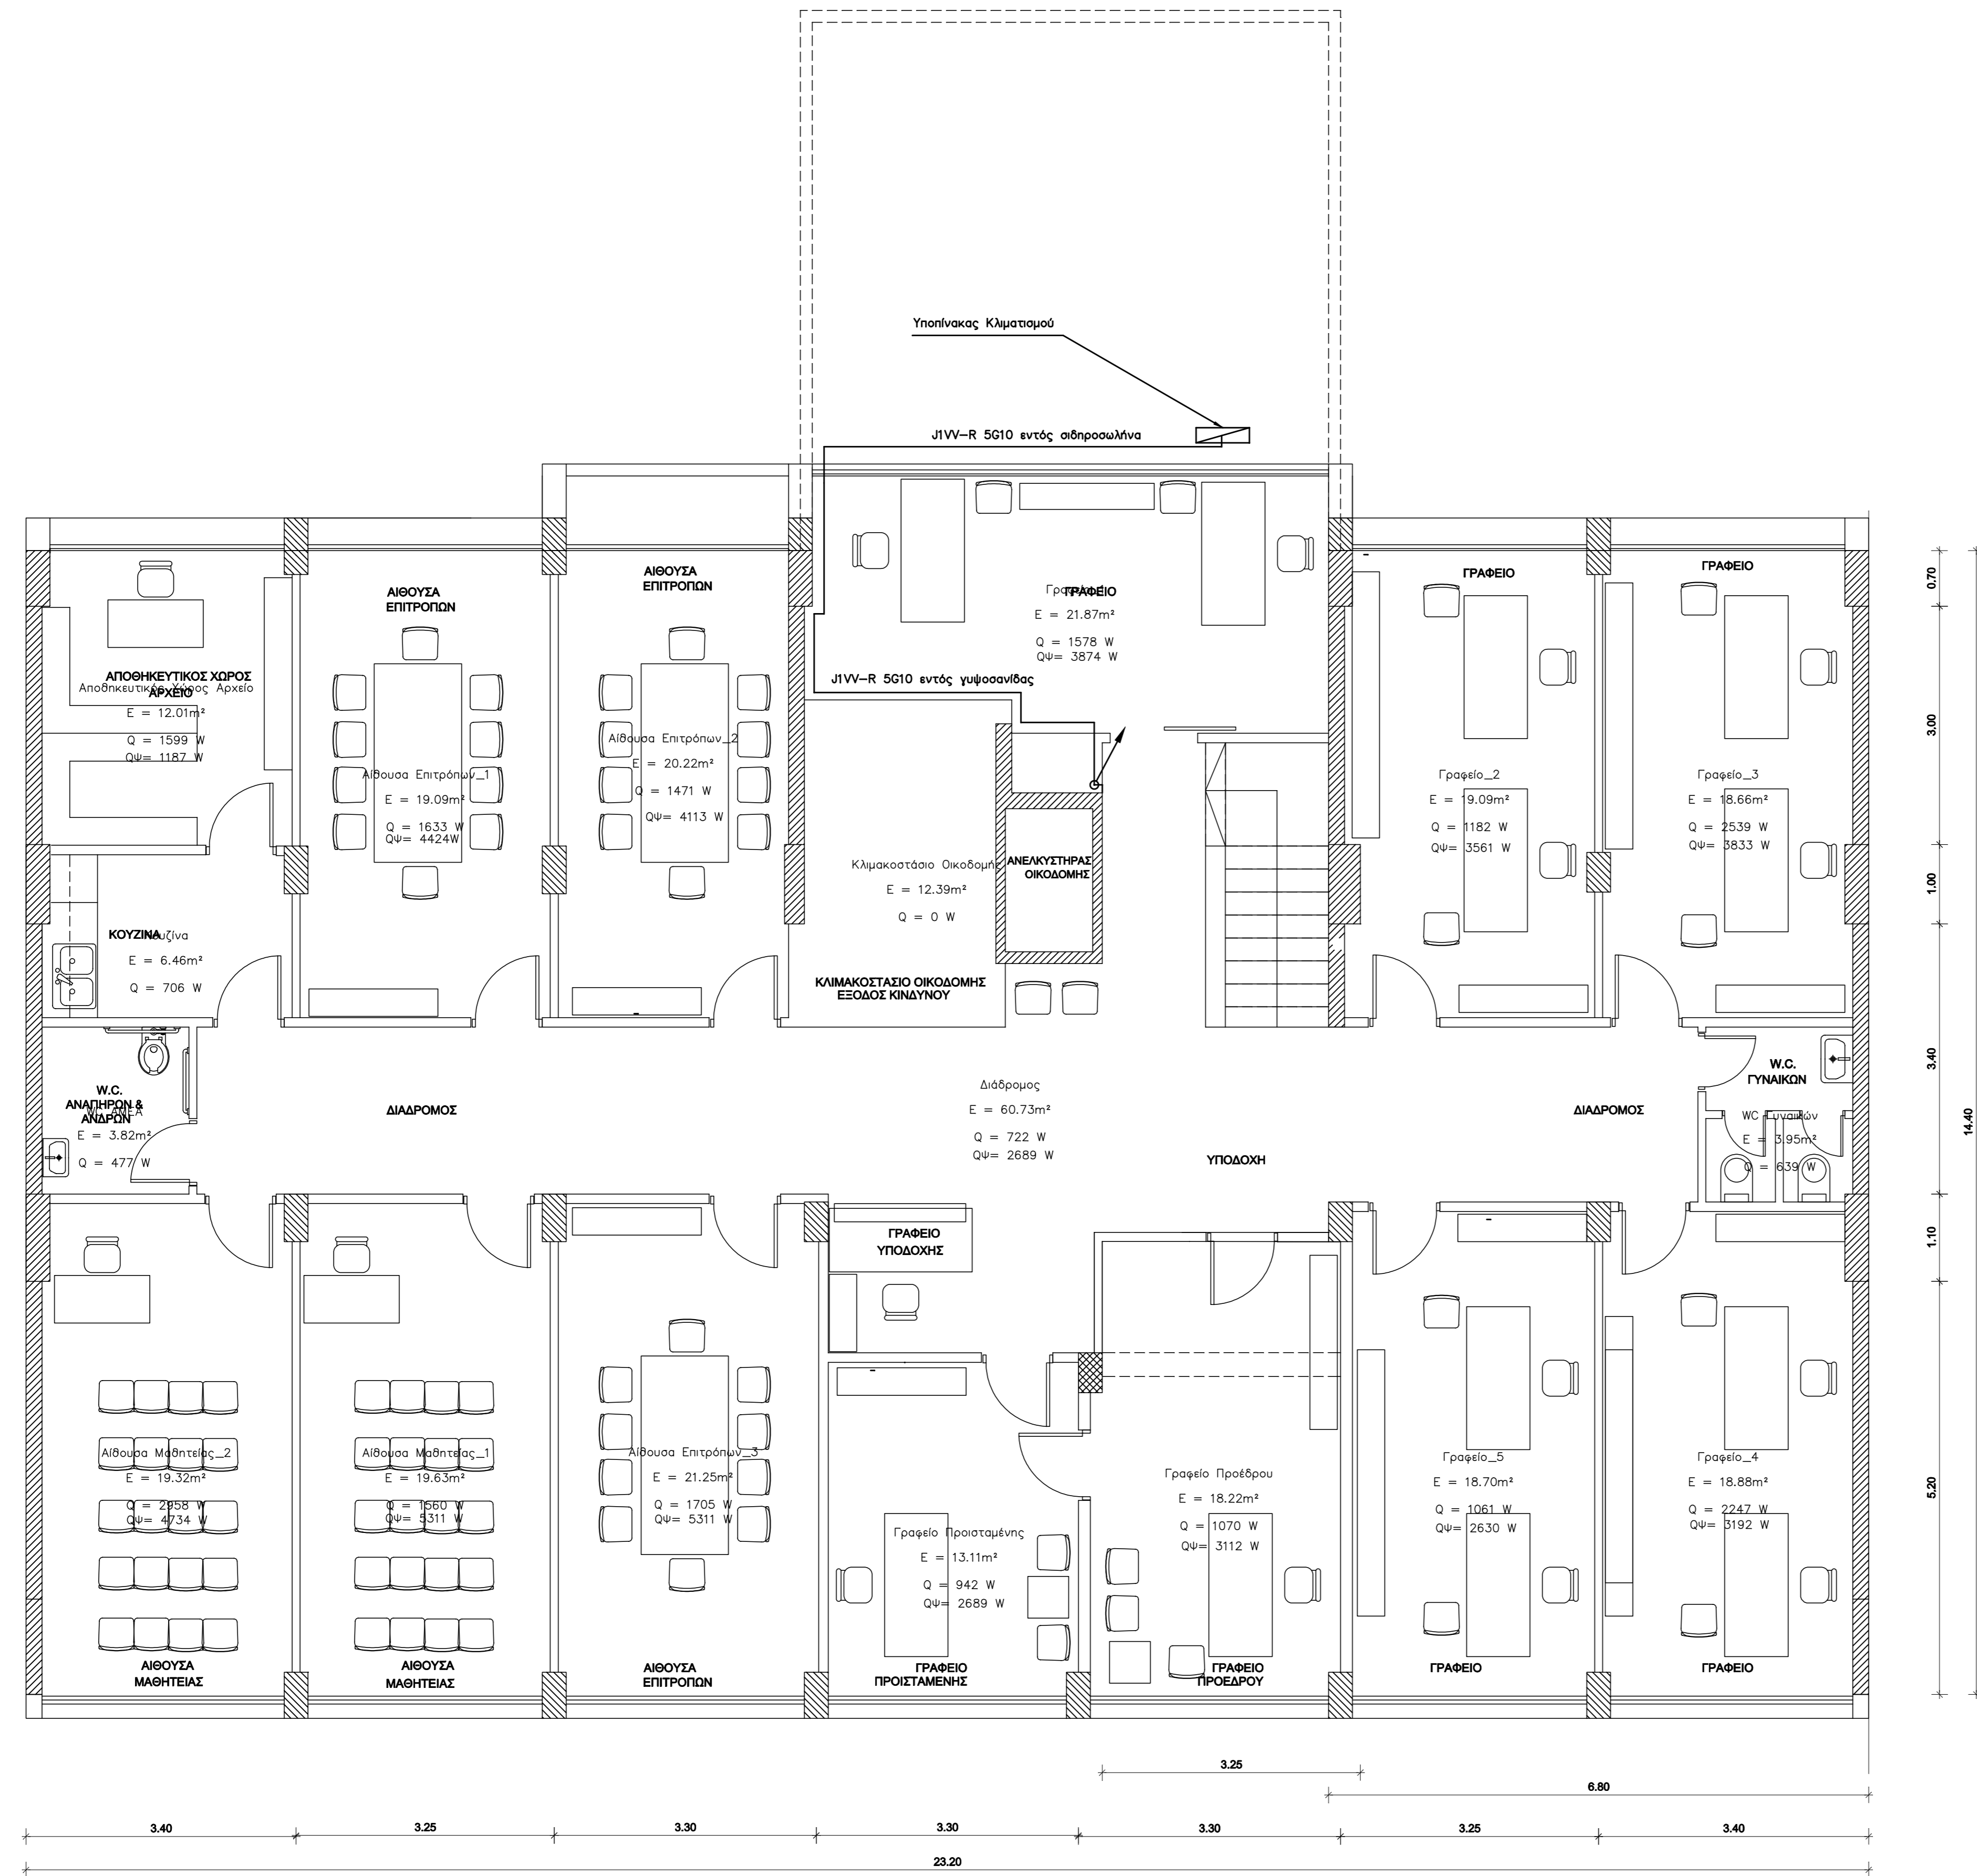 Υποπίνακας Κλιματισμού
J1VV-R 5G10 εντός σιδηροσωλήνα
ΑΠΟΘΗΚΕΥΤΙΚΟΣ ΧΩΡΟΣ
ΑΡΧΕΙΟ
Αποθηκευτικός Χώρος Αρχείο
E = 12.01m²
Q = 1599 W
QΨ= 1187 W
ΑΙΘΟΥΣΑ
ΕΠΙΤΡΟΠΩΝ
Αίθουσα Επιτρόπων_1
E = 19.09m²
Q = 1633 W
QΨ= 4424W
ΑΙΘΟΥΣΑ
ΕΠΙΤΡΟΠΩΝ
Αίθουσα Επιτρόπων_2
E = 20.22m²
Q = 1471 W
QΨ= 4113 W
ΓΡΑΦΕΙΟ
E = 21.87m²
Q = 1578 W
QΨ= 3874 W
J1VV-R 5G10 εντός γυψοσανίδας
ΓΡΑΦΕΙΟ
Γραφείο_2
E = 19.09m²
Q = 1182 W
QΨ= 3561 W
ΓΡΑΦΕΙΟ
Γραφείο_3
E = 18.66m²
Q = 2539 W
QΨ= 3833 W
Κλιμακοστάσιο Οικοδομής
E = 12.39m²
Q = 0 W
ΑΝΕΛΚΥΣΤΗΡΑΣ
ΟΙΚΟΔΟΜΗΣ
ΚΛΙΜΑΚΟΣΤΑΣΙΟ ΟΙΚΟΔΟΜΗΣ
ΕΞΟΔΟΣ ΚΙΝΔΥΝΟΥ
ΚΟΥΖΙΝΑ
Κουζίνα
E = 6.46m²
Q = 706 W
W.C.
ΑΝΑΠΗΡΩΝ &
ΑΝΔΡΩΝ
WC ΑΜΕΑ
E = 3.82m²
Q = 477 W
ΔΙΑΔΡΟΜΟΣ
Διάδρομος
E = 60.73m²
Q = 722 W
QΨ= 2689 W
ΥΠΟΔΟΧΗ
ΔΙΑΔΡΟΜΟΣ
W.C.
ΓΥΝΑΙΚΩΝ
WC Γυναικών
E = 3.95m²
Q = 639 W
ΓΡΑΦΕΙΟ
ΥΠΟΔΟΧΗΣ
Αίθουσα Μαθητείας_2
E = 19.32m²
Q = 2958 W
QΨ= 4734 W
ΑΙΘΟΥΣΑ
ΜΑΘΗΤΕΙΑΣ
Αίθουσα Μαθητείας_1
E = 19.63m²
Q = 1560 W
QΨ= 5311 W
ΑΙΘΟΥΣΑ
ΜΑΘΗΤΕΙΑΣ
Αίθουσα Επιτρόπων_3
E = 21.25m²
Q = 1705 W
QΨ= 5311 W
ΑΙΘΟΥΣΑ
ΕΠΙΤΡΟΠΩΝ
Γραφείο Προισταμένης
E = 13.11m²
Q = 942 W
QΨ= 2689 W
ΓΡΑΦΕΙΟ
ΠΡΟΙΣΤΑΜΕΝΗΣ
Γραφείο Προέδρου
E = 18.22m²
Q = 1070 W
QΨ= 3112 W
ΓΡΑΦΕΙΟ
ΠΡΟΕΔΡΟΥ
Γραφείο_5
E = 18.70m²
Q = 1061 W
QΨ= 2630 W
ΓΡΑΦΕΙΟ
Γραφείο_4
E = 18.88m²
Q = 2247 W
QΨ= 3192 W
ΓΡΑΦΕΙΟ
0.70
3.00
1.00
3.40
1.10
5.20
14.40
3.25
6.80
3.40
3.25
3.30
3.30
3.30
3.25
3.40
23.20